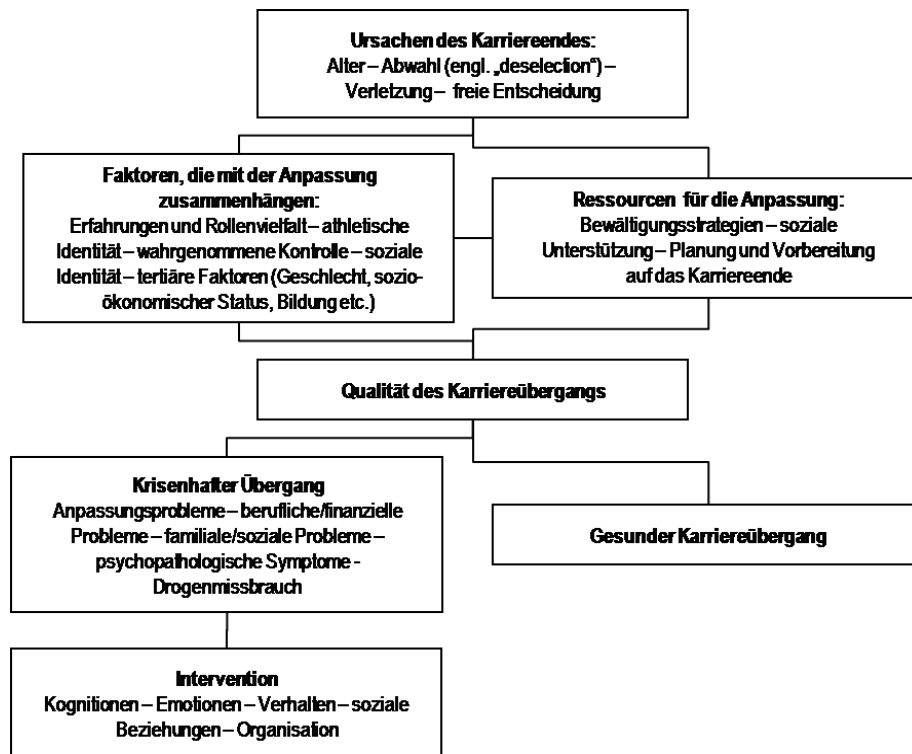 Ursachen des Karriereendes:
Alter – Abwahl (engl. „deselection“) –
Verletzung – freie Entscheidung
Faktoren, die mit der Anpassung
zusammenhängen:
Erfahrungen und Rollenvielfalt – athletische
Identität – wahrgenommene Kontrolle – soziale
Identität – tertiäre Faktoren (Geschlecht, sozio-
ökonomischer Status, Bildung etc.)
Ressourcen für die Anpassung:
Bewältigungsstrategien – soziale
Unterstützung – Planung und Vorbereitung
auf das Karriereende
Qualität des Karriereübergangs
Krisenhafter Übergang
Anpassungsprobleme – berufliche/finanzielle
Probleme – familiale/soziale Probleme –
psychopathologische Symptome -
Drogenmissbrauch
Gesunder Karriereübergang
Intervention
Kognitionen – Emotionen – Verhalten – soziale
Beziehungen – Organisation